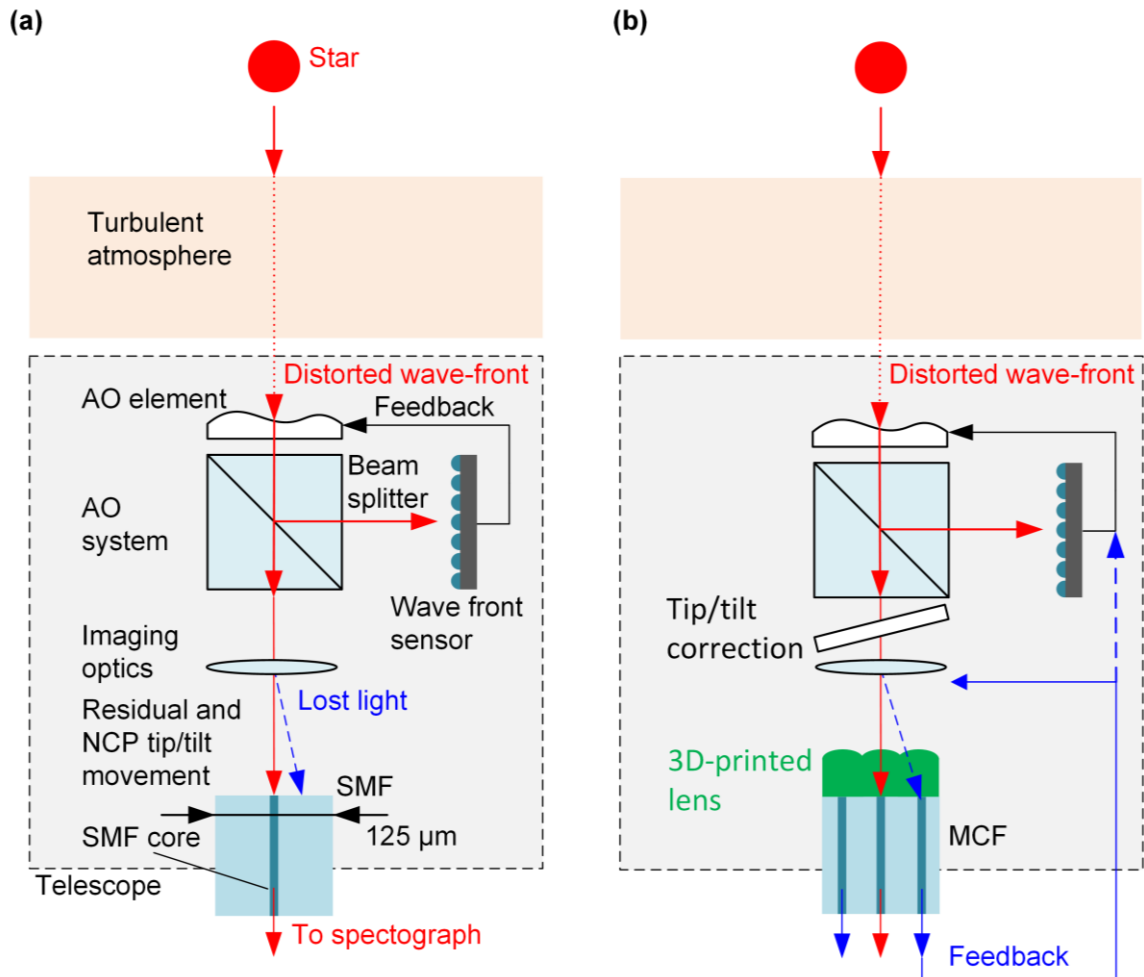 (a)
Star
Turbulent
atmosphere
Distorted wave-front
AO element
Feedback
Beam
splitter
AO
system
Wave front
sensor
Imaging
optics
Lost light
Residual and
NCP tip/tilt
movement
SMF
SMF core
125 µm
Telescope
To spectograph
(b)
Distorted wave-front
Tip/tilt
correction
3D-printed
lens
MCF
Feedback